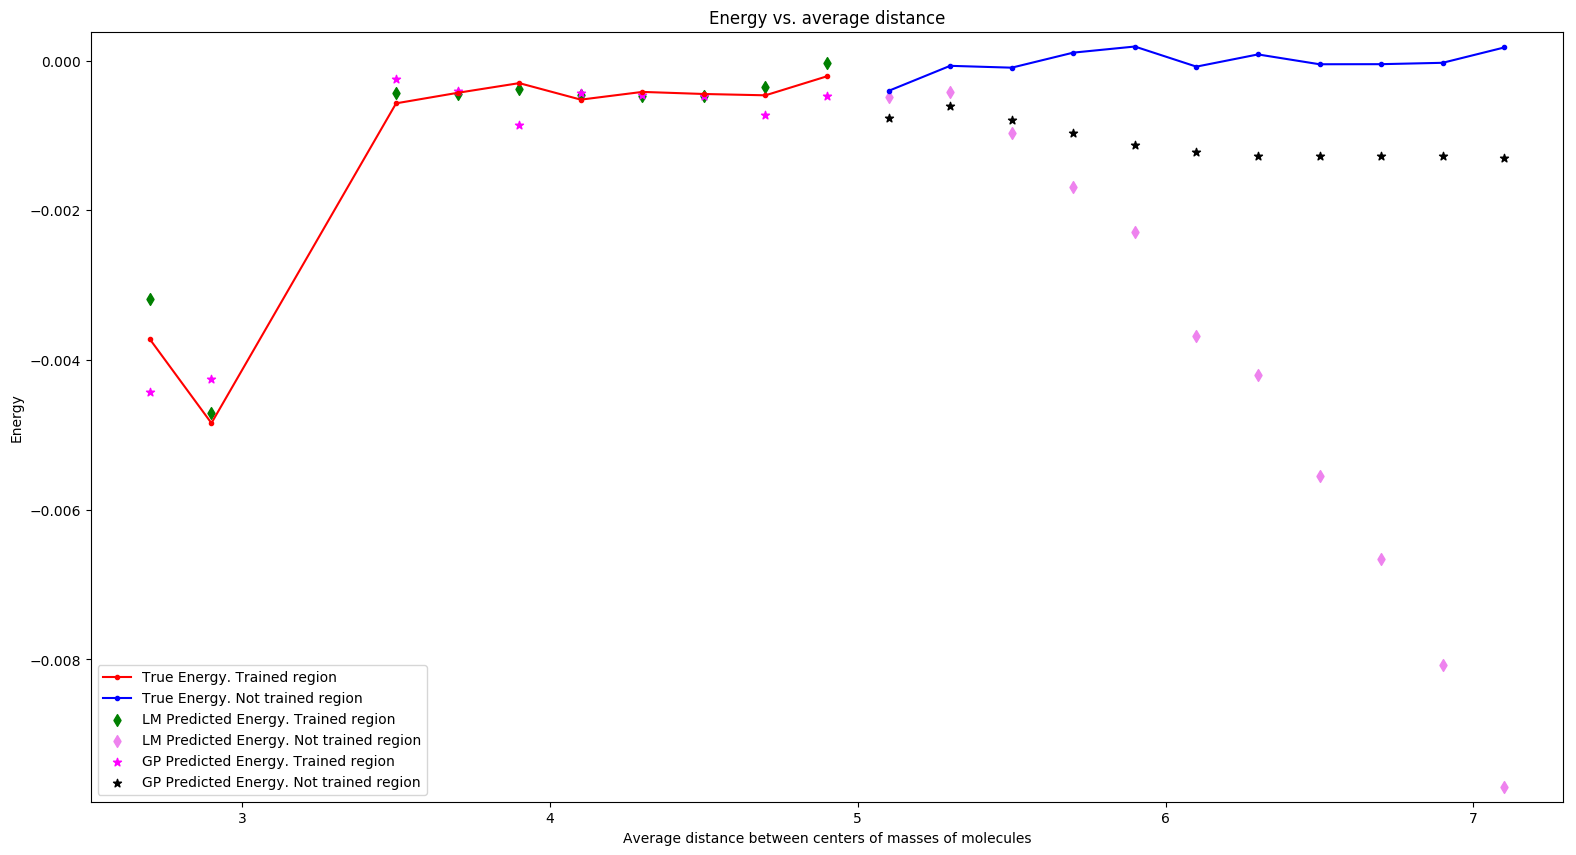 Energy vs. average distance
0.000
−0.002
−0.004
−0.006
−0.008
Energy
True Energy. Trained region
True Energy. Not trained region
LM Predicted Energy. Trained region
LM Predicted Energy. Not trained region
GP Predicted Energy. Trained region
GP Predicted Energy. Not trained region
3 4 5 6 7
Average distance between centers of masses of molecules